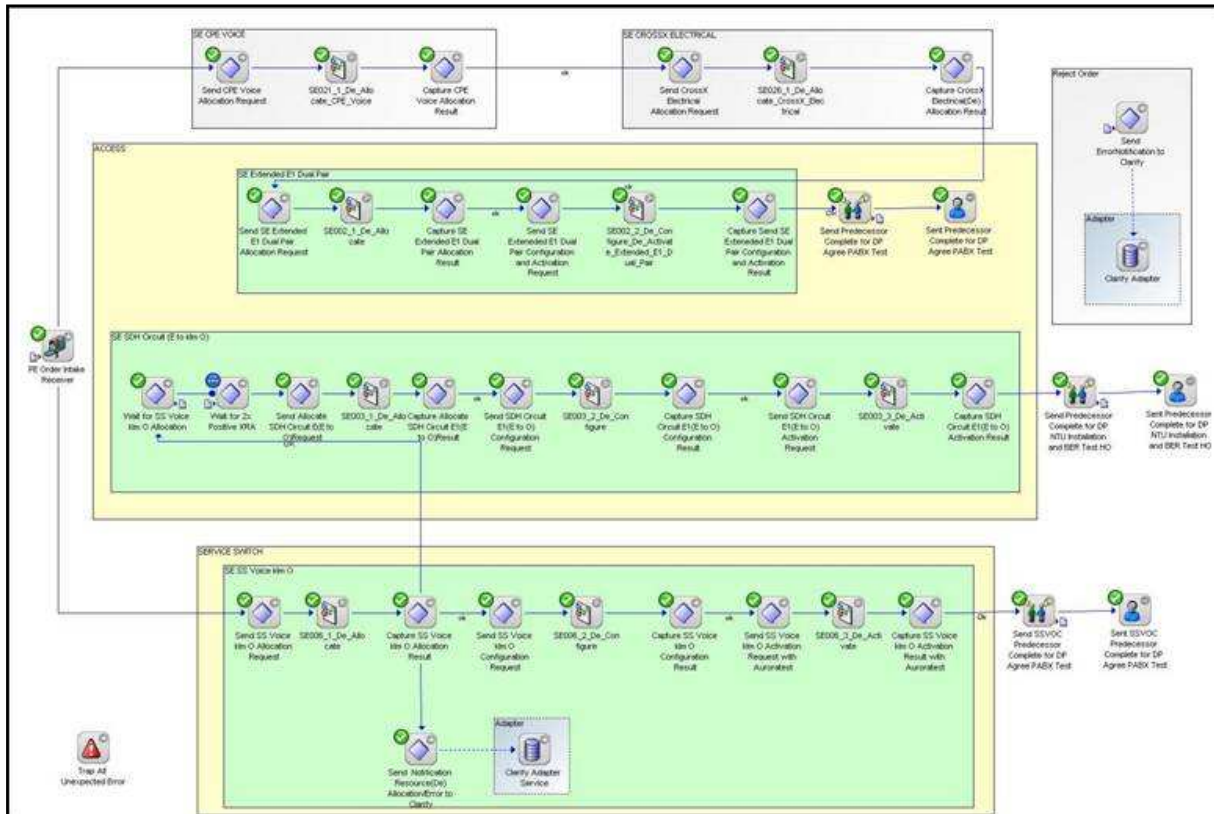 SE CPE VOICE
Send CPE Voice
Allocation Request
SE021_1_De_Allo
cate_CPE_Voice
Capture CPE
Voice Allocation
Result
ok
SE CROSSX ELECTRICAL
Send CrossX
Electrical
Allocation Request
SE026_1_De_Allo
cate_CrossX_Elec
trical
Capture CrossX
Electrical(De)
Allocation Result
Reject Order
Send
ErrorNotification to
Clarify
Adapter
Clarify Adapter
ACCESS
SE Extended E1 Dual Pair
Send SE Extended
E1 Dual Pair
Allocation Request
SE002_1_De_Allo
cate
Capture SE
Extended E1 Dual
Pair Allocation
Result
ok
Send SE
Exteneded E1 Dual
Pair Configuration
and Activation
Request
ok
SE002_2_De_Con
figure_De_Activat
e_Extended_E1_D
ual_Pair
Capture Send SE
Exteneded E1 Dual
Pair Configuration
and Activation
Result
OK
Send Predecessor
Complete for DP
Agree PABX Test
Sent Predecessor
Complete for DP
Agree PABX Test
PE Order Intake
Receiver
SE SDH Circuit (E to klm O)
Wait for SS Voice
klm O Allocation
Wait for 2x
Positive XRA
Send Allocate
SDH Circuit E(E to
O)Request
OK
SE003_1_De_Allo
cate
Capture Allocate
SDH Circuit E1(E
to O)Result
ok
Send SDH Circuit
E1(E to O)
Configuration
Request
SE003_2_De_Con
figure
Capture SDH
Circuit E1(E to O)
Configuration
Result
ok
Send SDH Circuit
E1(E to O)
Activation
Request
SE003_3_De_Acti
vate
Capture SDH
Circuit E1(E to O)
Activation Result
Send Predecessor
Complete for DP
NTU Installation
and BER Test HO
Sent Predecessor
Complete for DP
NTU Installation
and BER Test HO
SERVICE SWITCH
SE SS Voice klm O
Send SS Voice
klm O Allocation
Request
SE006_1_De_Allo
cate
Capture SS Voice
klm O Allocation
Result
ok
Send SS Voice
klm O
Configuration
Request
SE006_2_De_Con
figure
Capture SS Voice
klm O
Configuration
Result
ok
Send SS Voice
klm O Activation
Request with
Auroratest
SE006_3_De_Acti
vate
Capture SS Voice
klm O Activation
Result with
Auroratest
Ok
Send SSVOC
Predecessor
Complete for DP
Agree PABX Test
Sent SSVOC
Predecessor
Complete for DP
Agree PABX Test
Send Notification
Resource(De)
Allocation/Error to
Clarify
Adapter
Clarify Adapter
Service
Trap All
Unexpected Error